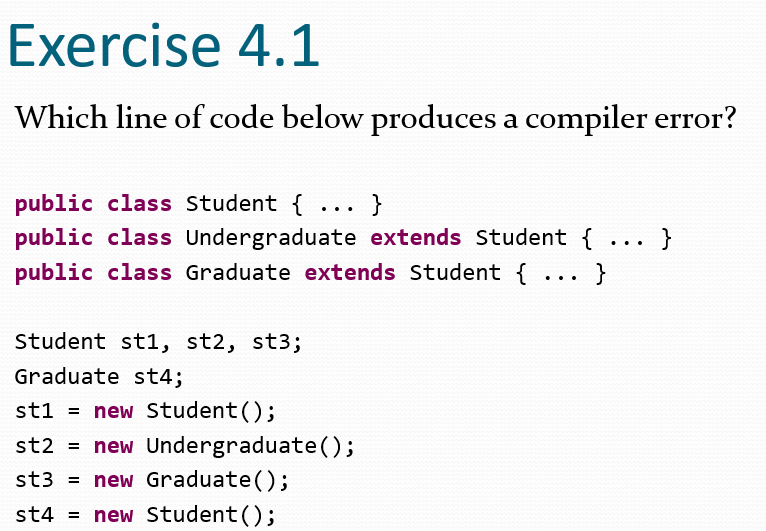 Exercise 4.1
Which line of code below produces a compiler error?
public class Student { ... }
public class Undergraduate extends Student { ... }
public class Graduate extends Student { ... }
Student st1, st2, st3;
Graduate st4;
st1 = new Student();
st2 = new Undergraduate();
st3 = new Graduate();
st4 = new Student();